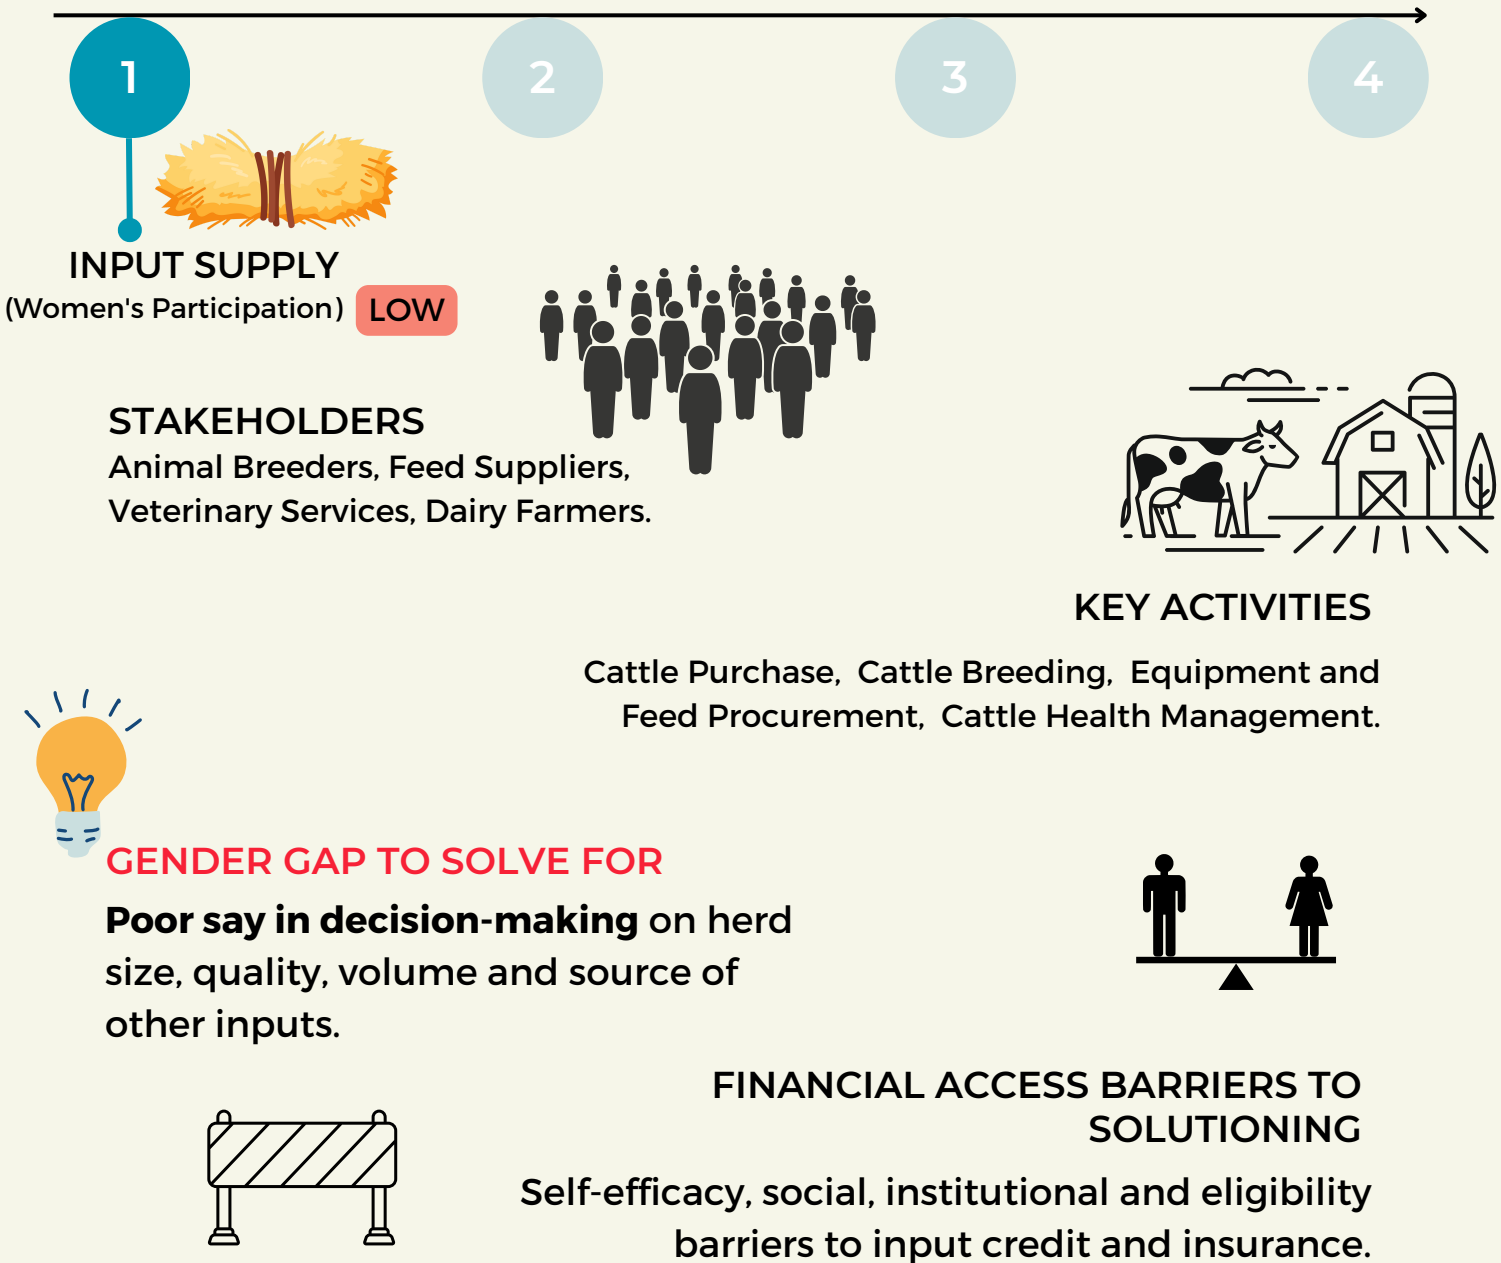 1
2
3
4
INPUT SUPPLY
(Women's Participation) LOW
STAKEHOLDERS
Animal Breeders, Feed Suppliers,
Veterinary Services, Dairy Farmers.
KEY ACTIVITIES
Cattle Purchase, Cattle Breeding, Equipment and
Feed Procurement, Cattle Health Management.
GENDER GAP TO SOLVE FOR
Poor say in decision-making on herd
size, quality, volume and source of
other inputs.
FINANCIAL ACCESS BARRIERS TO
SOLUTIONING
Self-efficacy, social, institutional and eligibility
barriers to input credit and insurance.